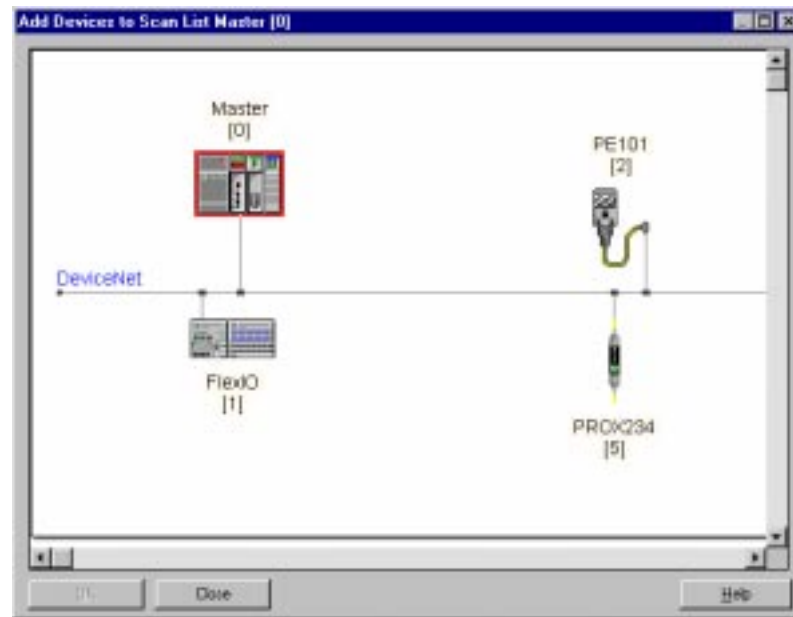 Add Devices to Scan List Master [0]
Master
[0]
PE101
[2]
DeviceNet
FlexIO
[1]
PROX234
[5]
Close
Help